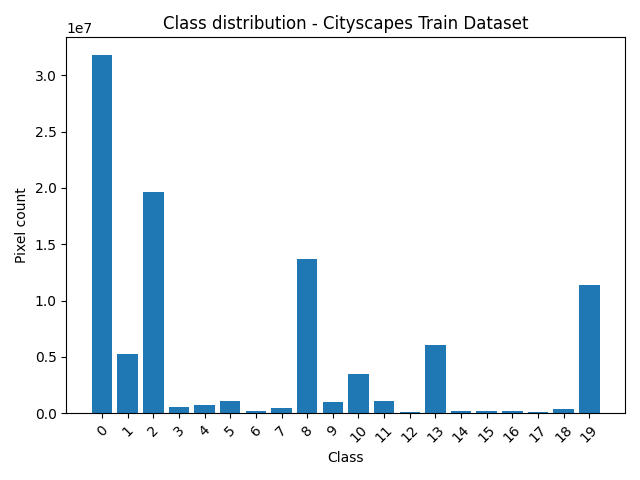 Class distribution - Cityscapes Train Dataset
1e7
3.0
2.5
2.0
1.5
1.0
0.5
0.0
Pixel count
0 1 2 3 4 5 6 7 8 9 10 11 12 13 14 15 16 17 18 19
Class